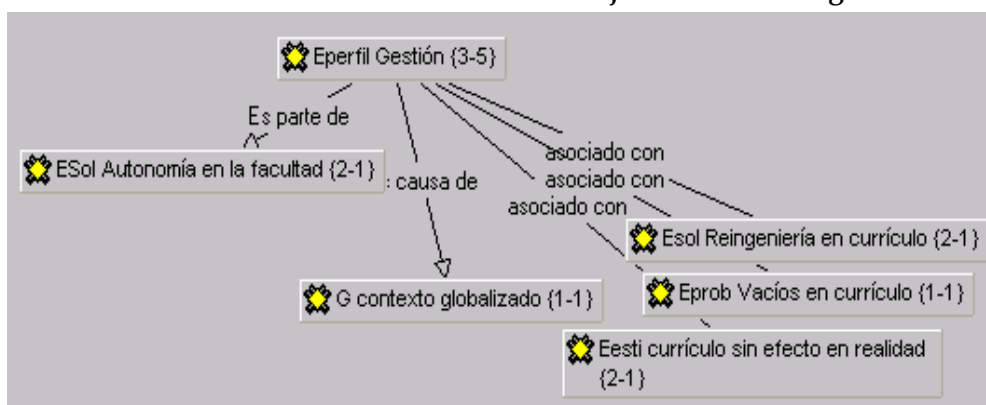 Eperfil Gestión {3-5}
Es parte de
ESol Autonomía en la facultad {2-1}
causa de
asociado con
asociado con
asociado con
Esol Reingeniería en currículo {2-1}
G contexto globalizado {1-1}
Eprob Vacíos en currículo {1-1}
Eesti currículo sin efecto en realidad
{2-1}